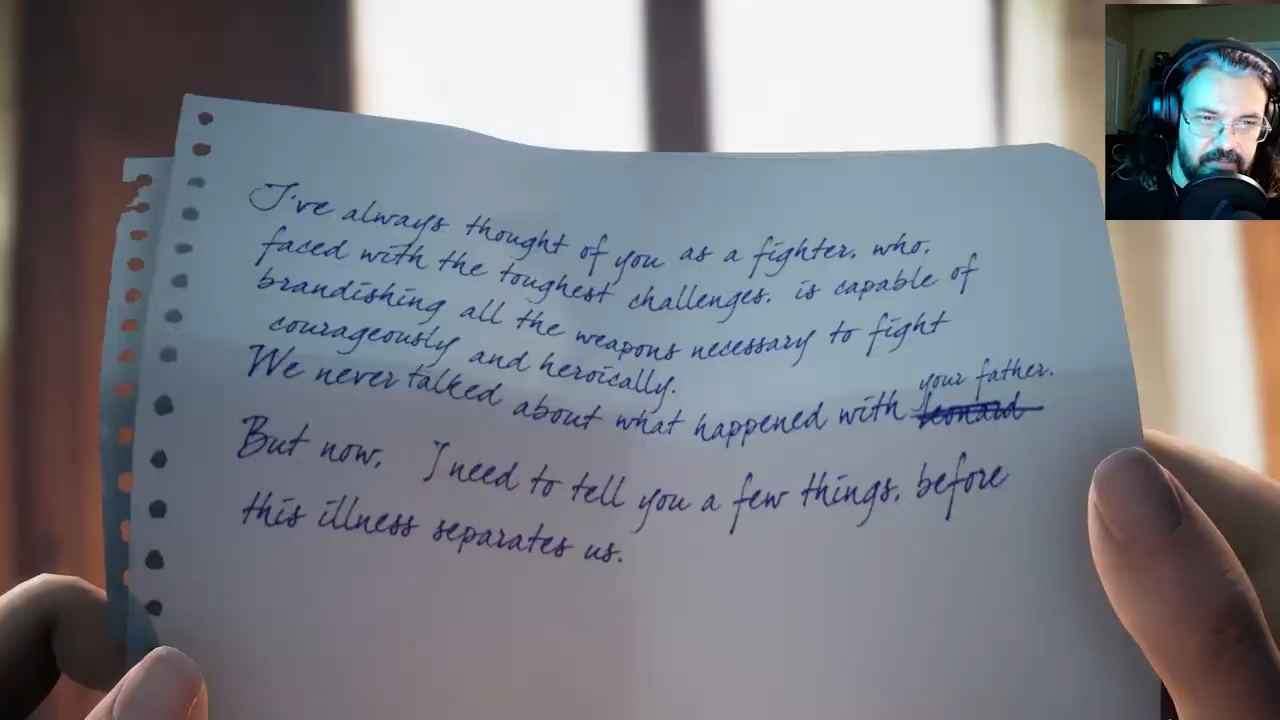 I've always thought of you as a fighter, who,
faced with the toughest challenges, is capable of
brandishing all the weapons necessary to fight
courageously and heroically.
We never talked about what happened with leonard your father.
But now, I need to tell you a few things, before
this illness separates us.